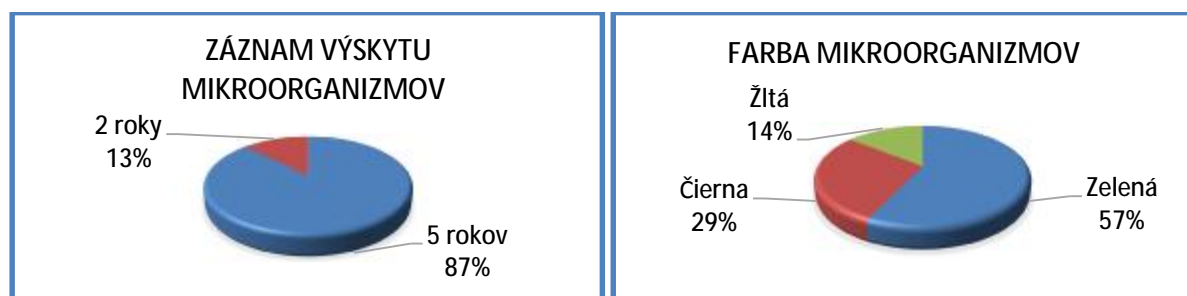 ZÁZNAM VÝSKYTU
MIKROORGANIZMOV
2 roky
13%
5 rokov
87%
FARBA MIKROORGANIZMOV
Žltá
14%
Čierna
29%
Zelená
57%